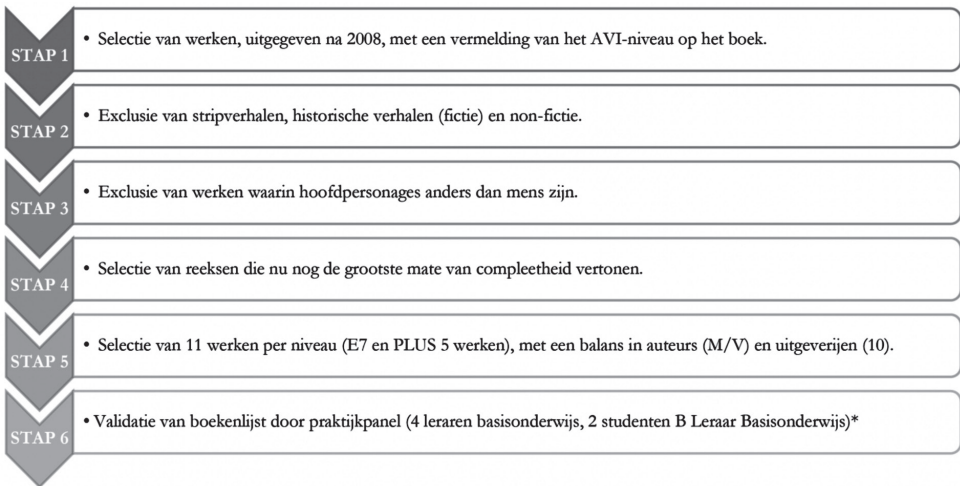 STAP 1
• Selectie van werken, uitgegeven na 2008, met een vermelding van het AVI-niveau op het boek.
STAP 2
• Exclusie van stripverhalen, historische verhalen (fictie) en non-fictie.
STAP 3
• Exclusie van werken waarin hoofdpersonages anders dan mens zijn.
STAP 4
• Selectie van reeksen die nu nog de grootste mate van compleetheid vertonen.
STAP 5
• Selectie van 11 werken per niveau (E7 en PLUS 5 werken), met een balans in auteurs (M/V) en uitgeverijen (10).
STAP 6
• Validatie van boekenlijst door praktijkpanel (4 leraren basisonderwijs, 2 studenten B Leraar Basisonderwijs)*